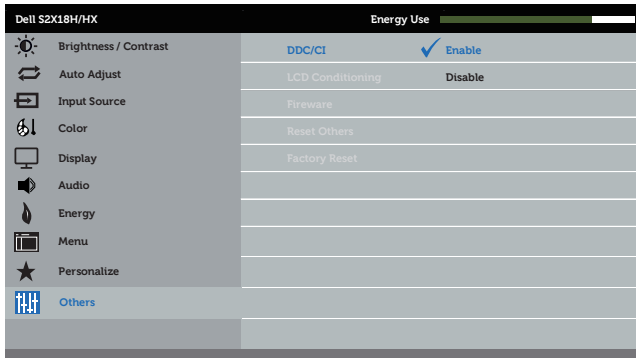 Dell S2X18H/HX Energy Use
Brightness / Contrast
Auto Adjust
Input Source
Color
Display
Audio
Energy
Menu
Personalize
Others
DDC/CI Enable
LCD Conditioning Disable
Fireware
Reset Others
Factory Reset